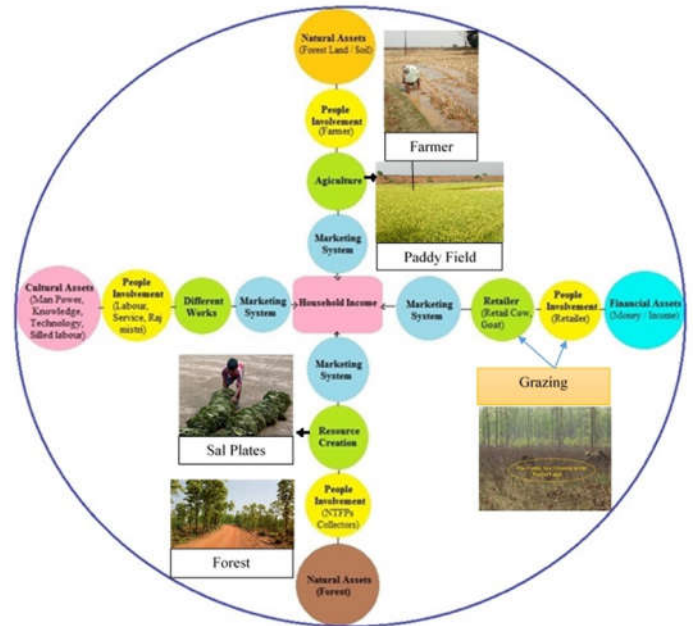 Natural Assets
(Forest Land / Soil)
People
Involvement
(Farmer)
Farmer
Agiculture
Paddy Field
Marketing
System
Cultural Assets
(Man Power,
Knowledge,
Technology,
Silled labour)
People
Involvement
(Labour,
Service, Raj
mistri)
Different
Works
Marketing
System
Household Income
Marketing
System
Retailer
(Retail Cow,
Goat)
People
Involvement
(Retailer)
Financial Assets
(Money / Income)
Marketing
System
Grazing
Sal Plates
Resource
Creation
People
Involvement
(NTFPs
Collectors)
Forest
Natural Assets
(Forest)